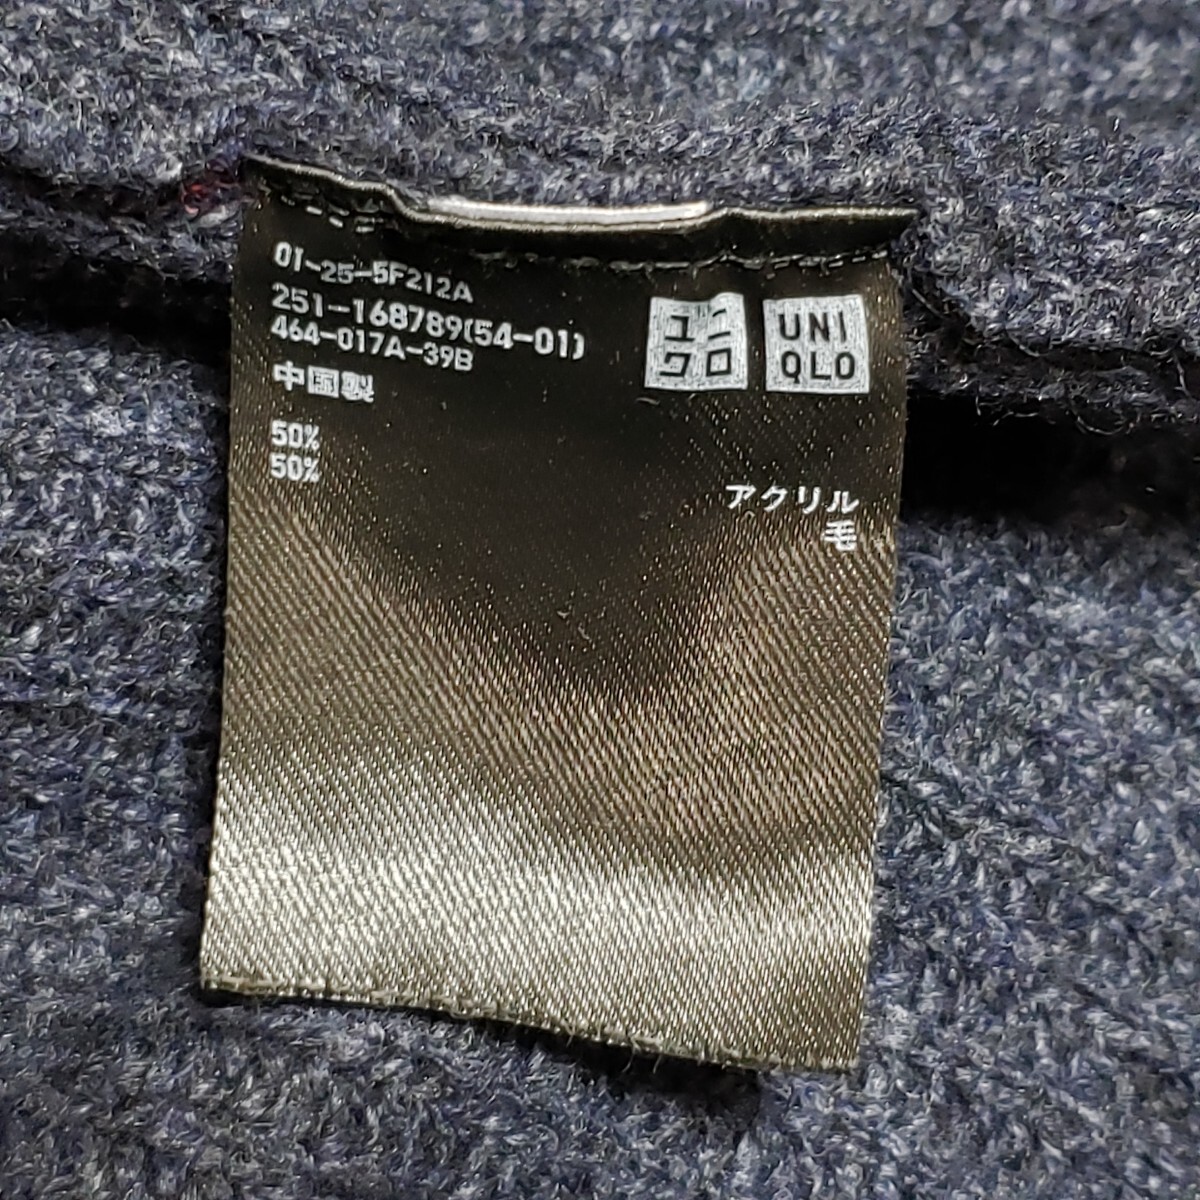 01-25-5F212A
251-168789(54-01)
464-017A-39B
中国製
ユニ
クロ
UNI
QLO
50%
50%
アクリル
毛